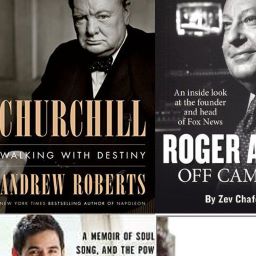 CHURCHILL
WALKING WITH DESTINY
ANDREW ROBERTS
NEW YORK TIMES BESTSELLING AUTHOR OF NAPOLEON
An inside look at
the founder and
head of
Fox News
ROGER A
OFF CAM
By Zev Chaf
A MEMOIR OF SOUL
SONG, AND THE POW